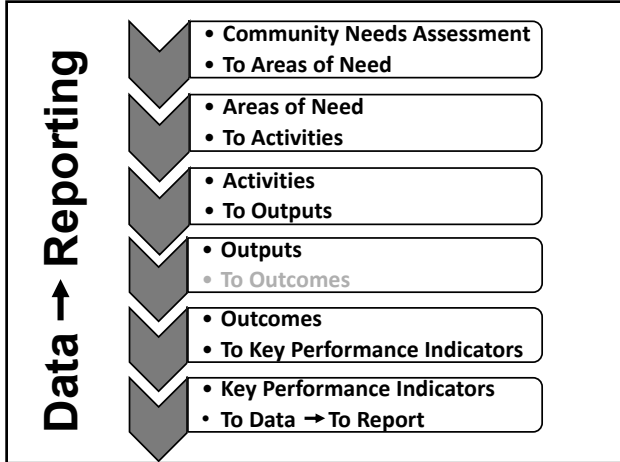 Data → Reporting
• Community Needs Assessment
• To Areas of Need
• Areas of Need
• To Activities
• Activities
• To Outputs
• Outputs
• To Outcomes
• Outcomes
• To Key Performance Indicators
• Key Performance Indicators
• To Data → To Report